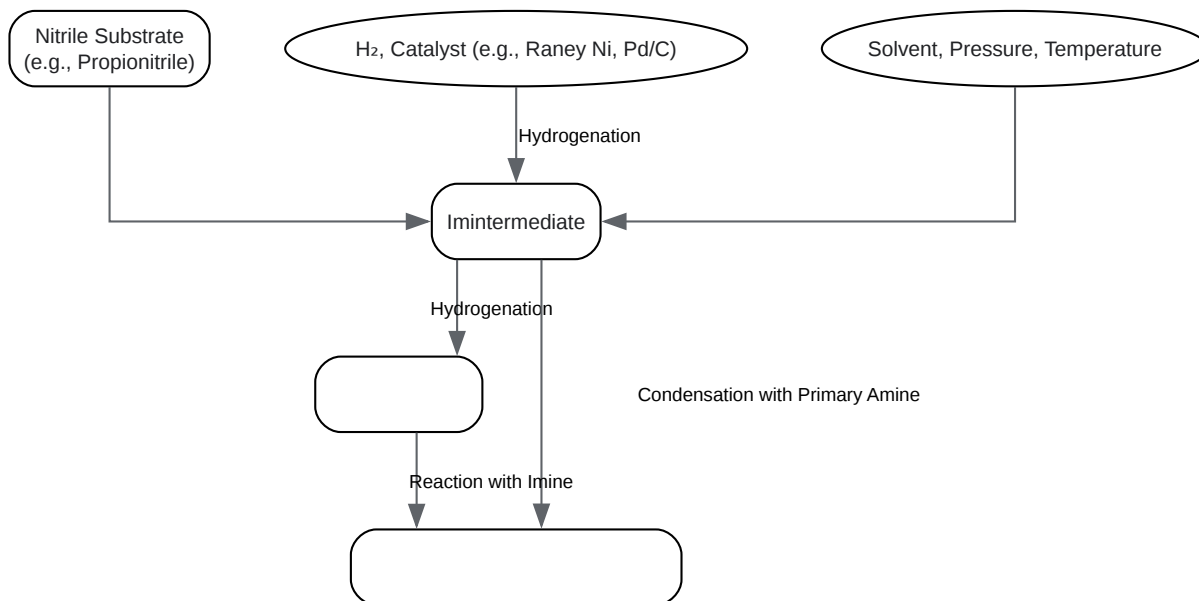 Nitrile Substrate
(e.g., Propionitrile)
H₂, Catalyst (e.g., Raney Ni, Pd/C)
Solvent, Pressure, Temperature
Hydrogenation
Imintermediate
Hydrogenation
Condensation with Primary Amine
Reaction with Imine